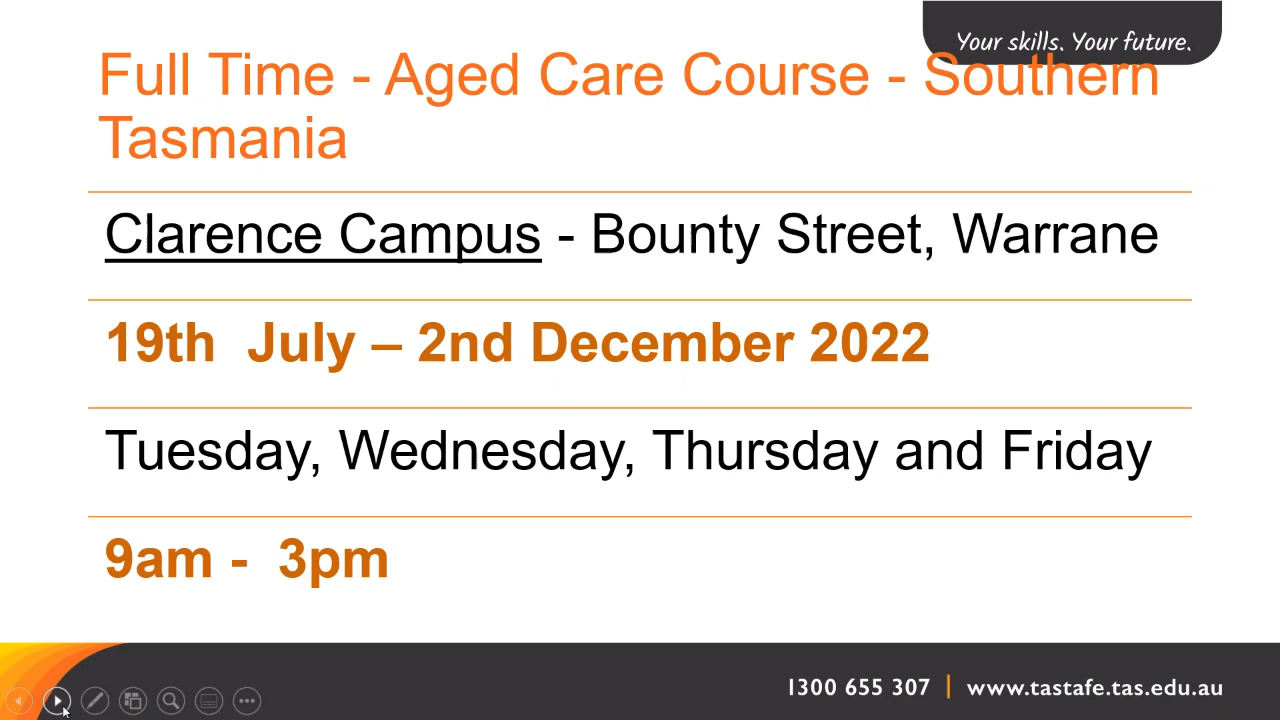 Your skills. Your future.
Full Time - Aged Care Course - Southern
Tasmania
Clarence Campus - Bounty Street, Warrane
19th  July – 2nd December 2022
Tuesday, Wednesday, Thursday and Friday
9am -  3pm
1300 655 307 | www.tastafe.tas.edu.au